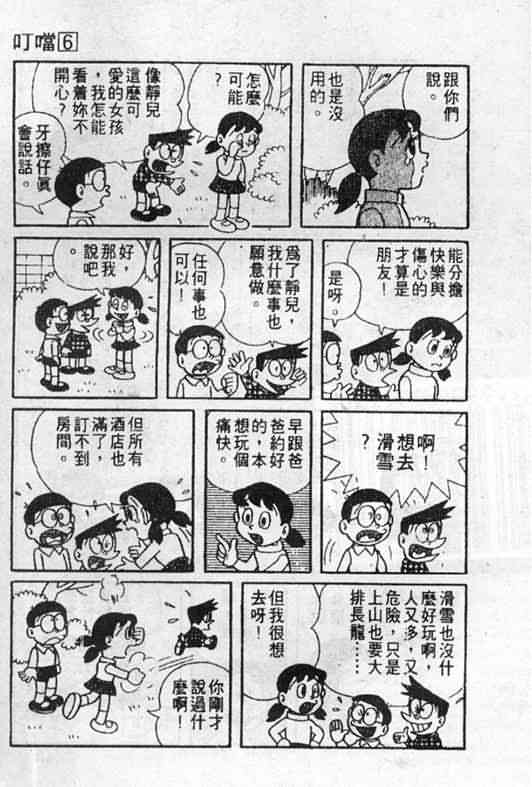 叮噹6
跟你們
說。
也是沒
用的。
怎麼
可能
?
像靜兒
這麼可
愛的女孩
,我怎能
看着妳不
開心?
牙擦仔眞
會說話。
能分擔
快樂與
傷心的
才算是
朋友!
是呀。
爲了靜兒,
我什麼事也
願意做。
任何事也
可以!
好,
那我
說吧
。
啊!
想去
滑雪
?
早跟爸
爸約好
的,本
想玩個
痛快。
但所有
酒店也
滿了,
訂不到
房間。
滑雪也沒什
麼好玩啊,
人又多,又
危險,只是
上山也要大
排長龍……
但我很想
去呀!
你剛才
說過什
麼啊!